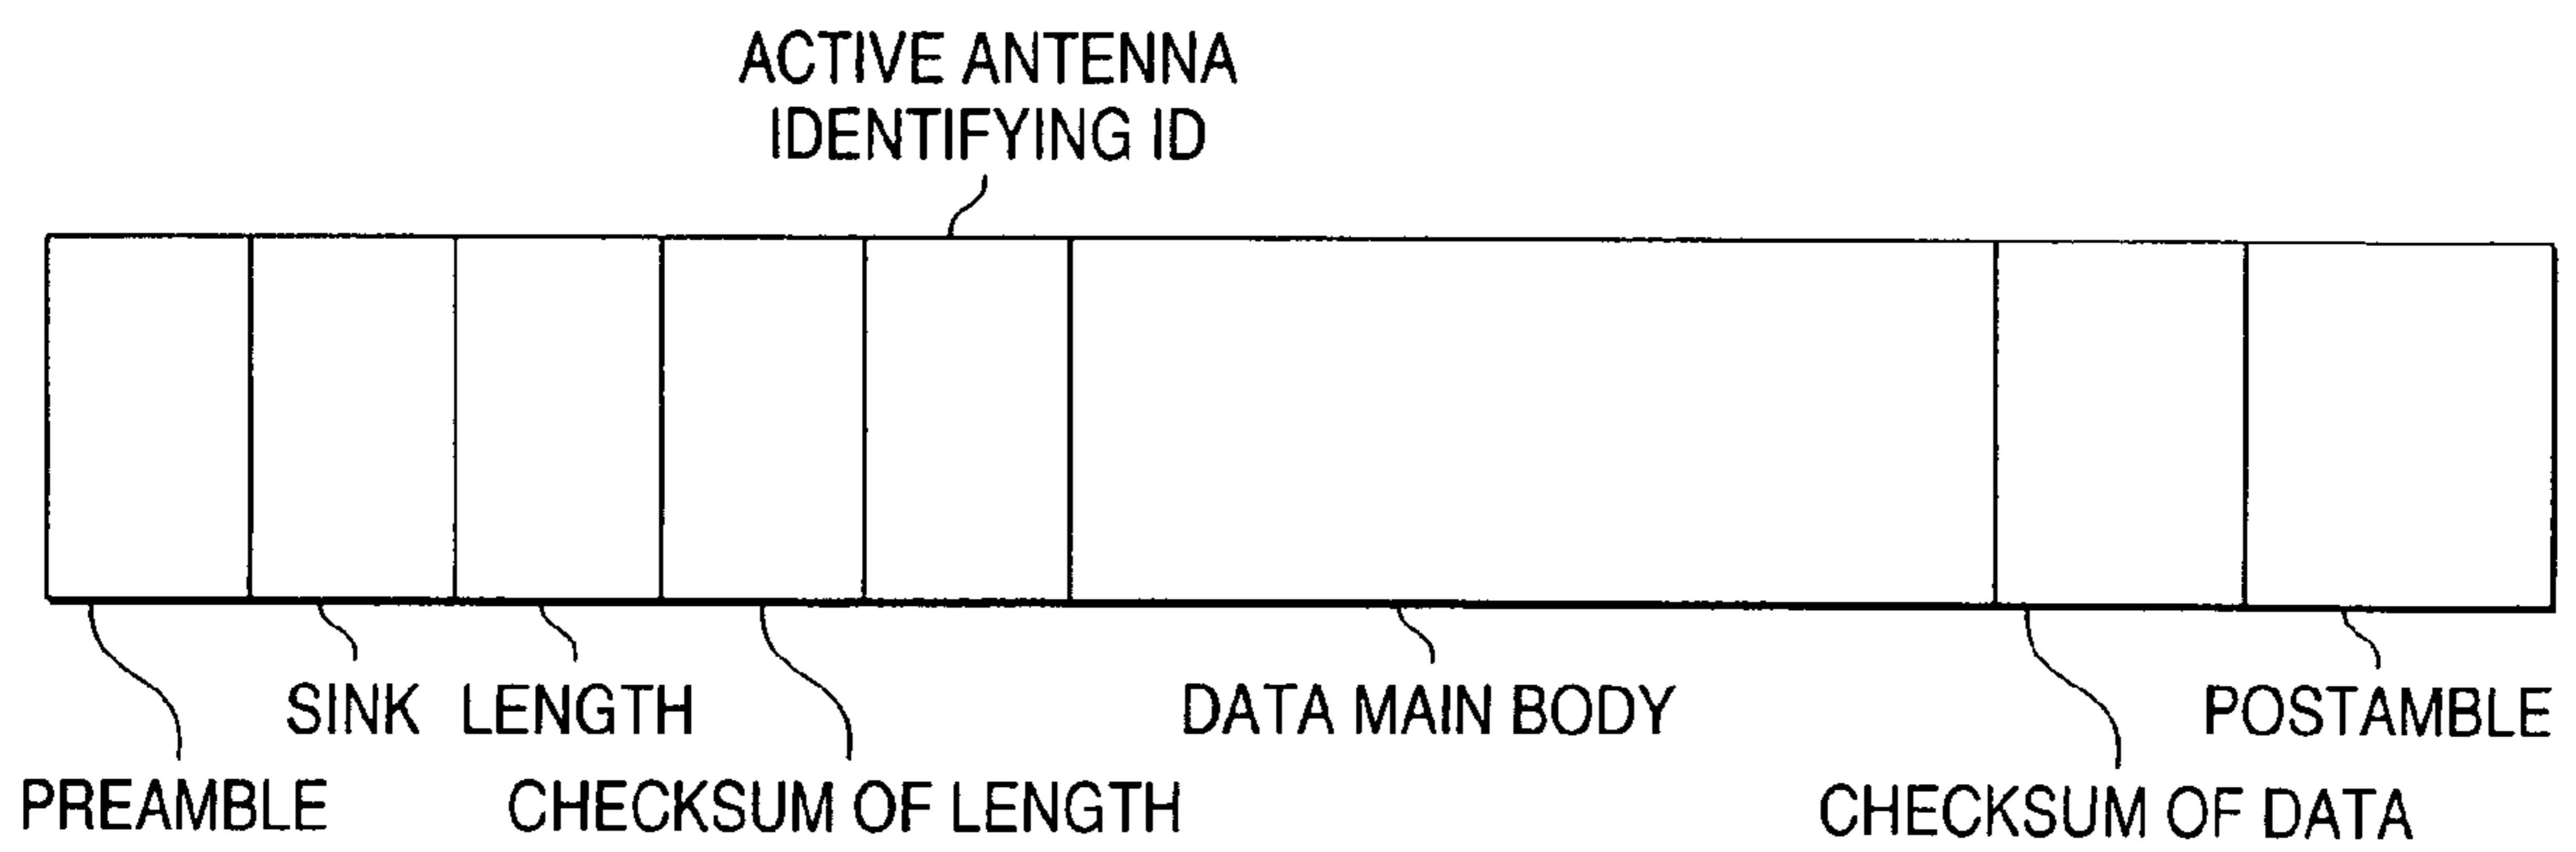 ACTIVE ANTENNA
IDENTIFYING ID
SINK LENGTH
DATA MAIN BODY
POSTAMBLE
PREAMBLE
CHECKSUM OF LENGTH
CHECKSUM OF DATA